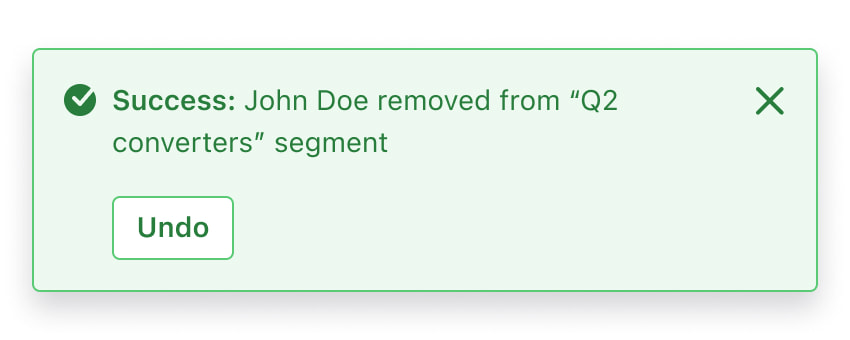 Success: John Doe removed from “Q2
converters” segment
Undo